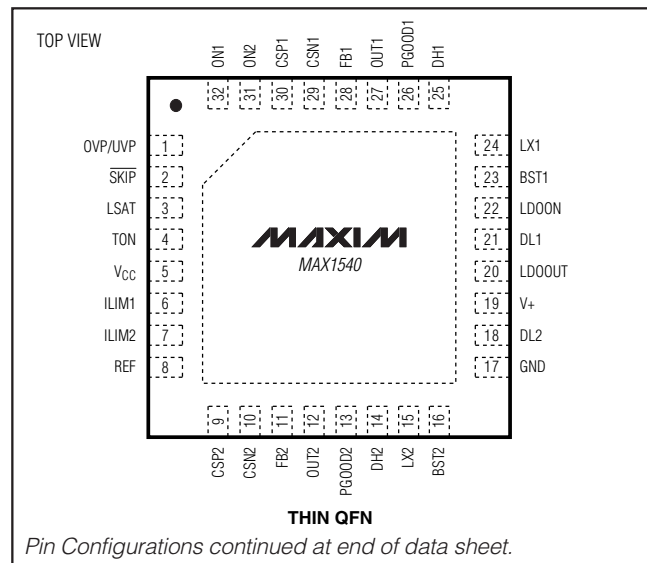 TOP VIEW
ON1
ON2
CSP1
CSN1
FB1
OUT1
PGOOD1
DH1
32
31
30
29
28
27
26
25
OVP/UVP 1
SKIP 2
LSAT 3
TON 4
VCC 5
ILIM1 6
ILIM2 7
REF 8
24 LX1
23 BST1
22 LDOON
21 DL1
20 LDOOUT
19 V+
18 DL2
17 GND
MAXIM
MAX1540
9
10
11
12
13
14
15
16
CSP2
CSN2
FB2
OUT2
PGOOD2
DH2
LX2
BST2
THIN QFN
Pin Configurations continued at end of data sheet.